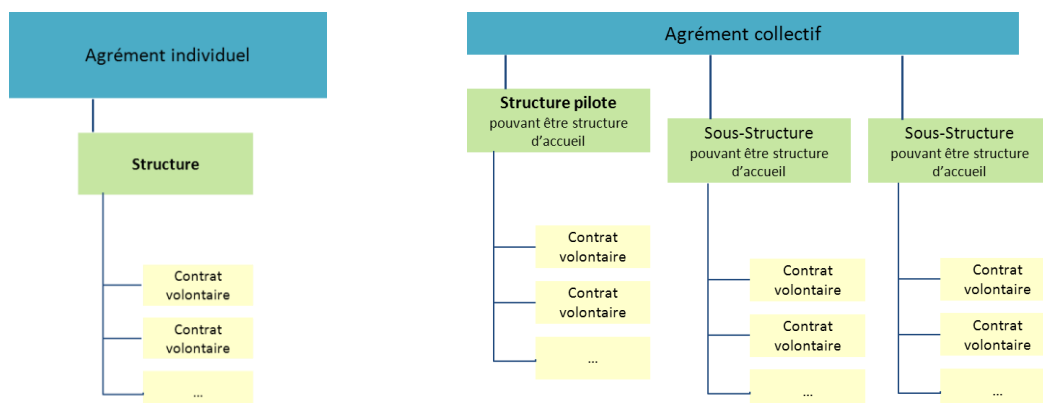 Agrément individuel
Structure
Contrat
volontaire
Contrat
volontaire
...
Agrément collectif
Structure pilote
pouvant être structure
d'accueil
Contrat
volontaire
Contrat
volontaire
...
Sous-Structure
pouvant être structure
d'accueil
Contrat
volontaire
Contrat
volontaire
...
Sous-Structure
pouvant être structure
d'accueil
Contrat
volontaire
Contrat
volontaire
...